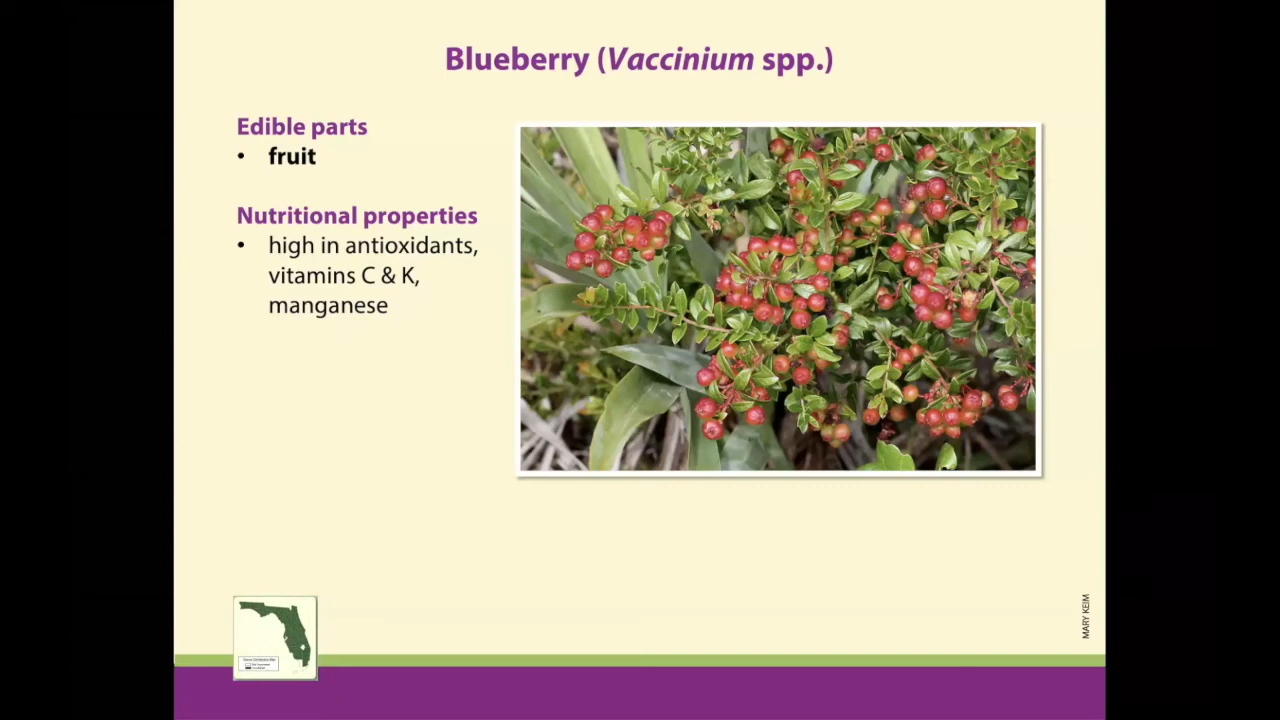 Blueberry (Vaccinium spp.)
Edible parts
• fruit
Nutritional properties
• high in antioxidants,
vitamins C & K,
manganese
MARY KEIM